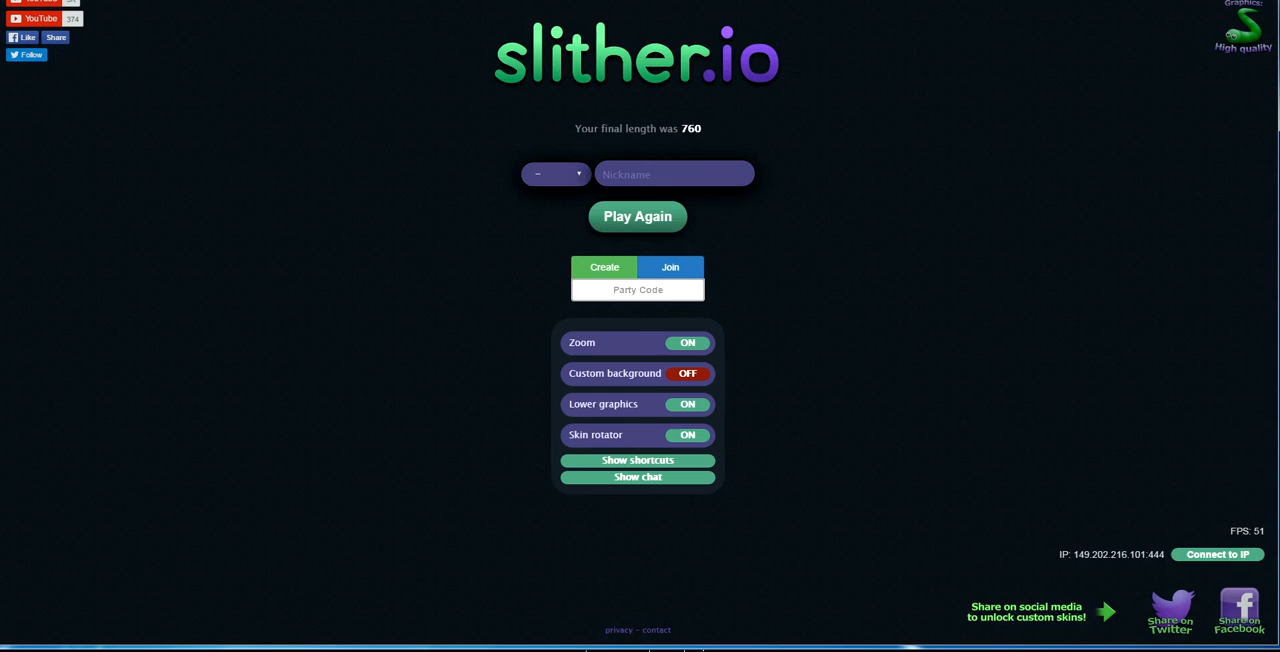 YouTube 5K
YouTube 374
Like Share
Follow
Graphics:
High quality
slither.io
Your final length was 760
– Nickname
Play Again
Create Join
Party Code
Zoom ON
Custom background OFF
Lower graphics ON
Skin rotator ON
Show shortcuts
Show chat
FPS: 51
IP: 149.202.216.101:444 Connect to IP
Share on social media
to unlock custom skins!
Share on
Twitter
Share on
Facebook
privacy - contact